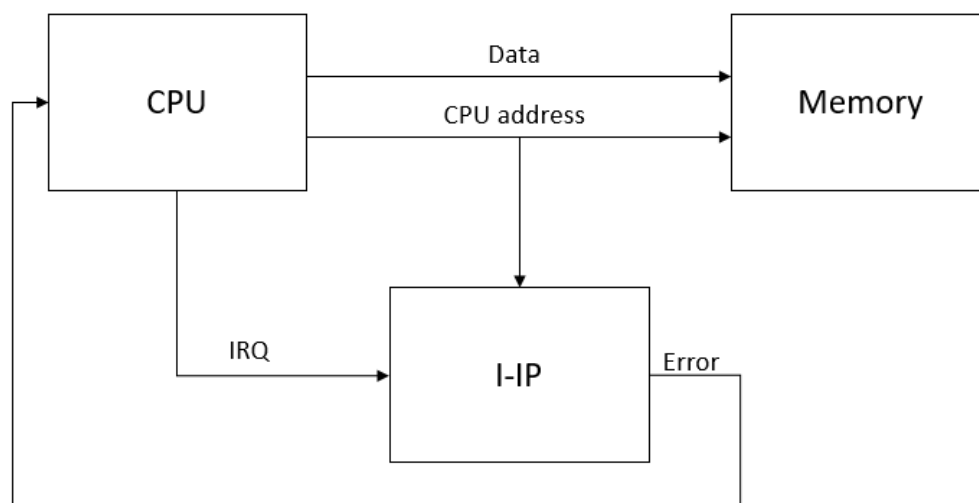 Data
CPU
Memory
CPU address
IRQ
I-IP
Error